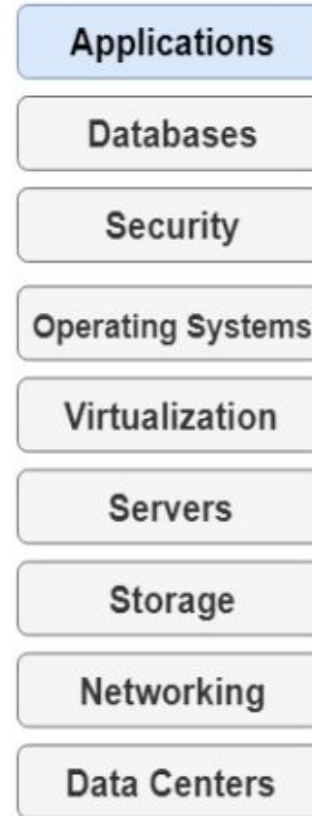 Applications
Databases
Security
Operating Systems
Virtualization
Servers
Storage
Networking
Data Centers